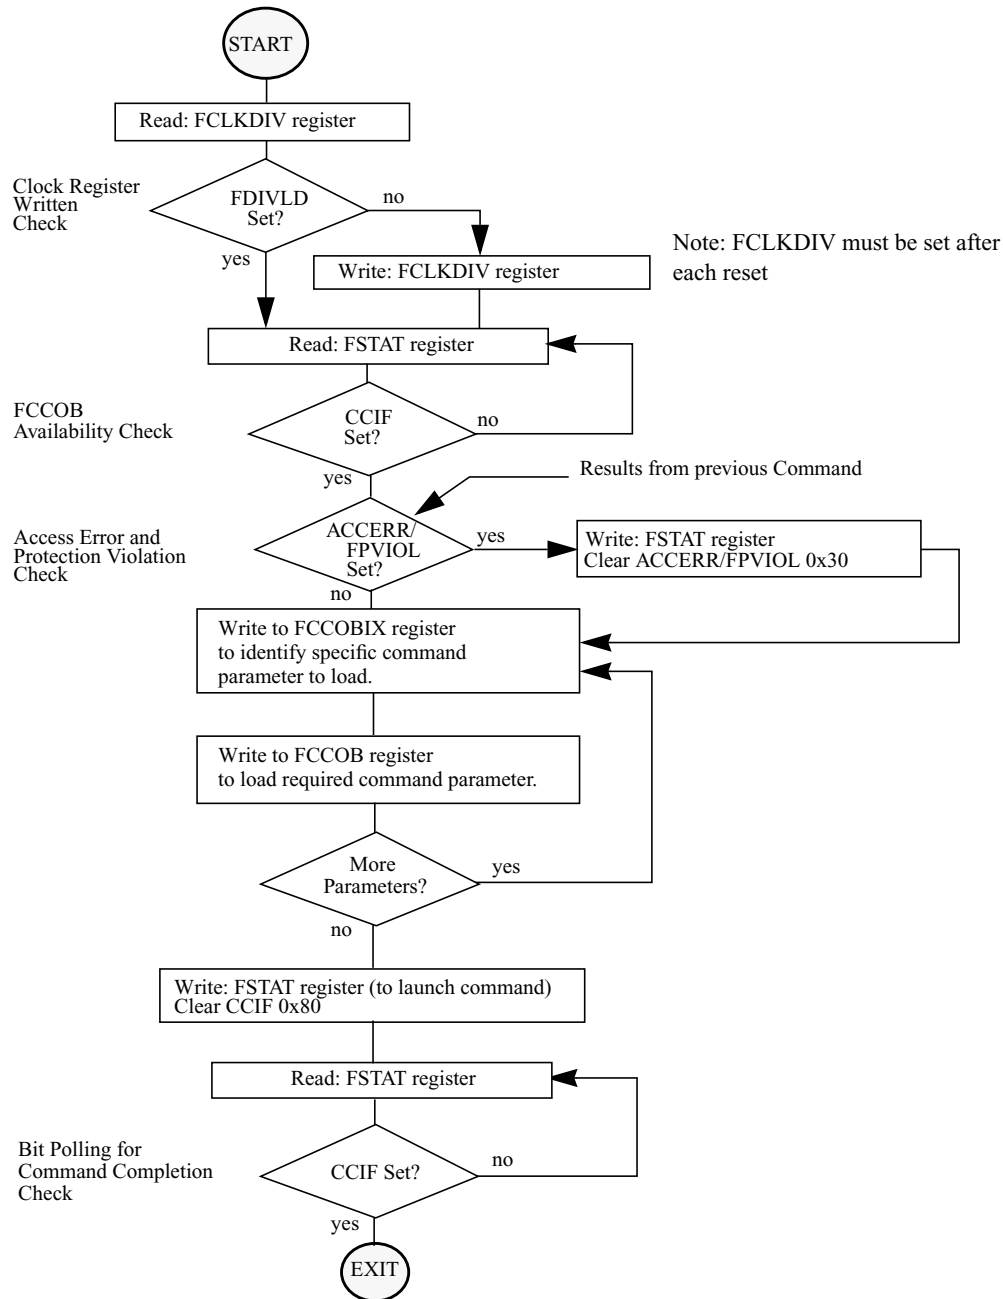 START
Read: FCLKDIV register
Clock Register
Written
Check
FDIVLD
Set?
no
yes
Note: FCLKDIV must be set after
each reset
Write: FCLKDIV register
Read: FSTAT register
FCCOB
Availability Check
CCIF
Set?
no
yes
Results from previous Command
Access Error and
Protection Violation
Check
ACCERR/
FPVIOL
Set?
yes
no
Write: FSTAT register
Clear ACCERR/FPVIOL 0x30
Write to FCCOBIX register
to identify specific command
parameter to load.
Write to FCCOB register
to load required command parameter.
More
Parameters?
yes
no
Write: FSTAT register (to launch command)
Clear CCIF 0x80
Read: FSTAT register
Bit Polling for
Command Completion
Check
CCIF Set?
no
yes
EXIT